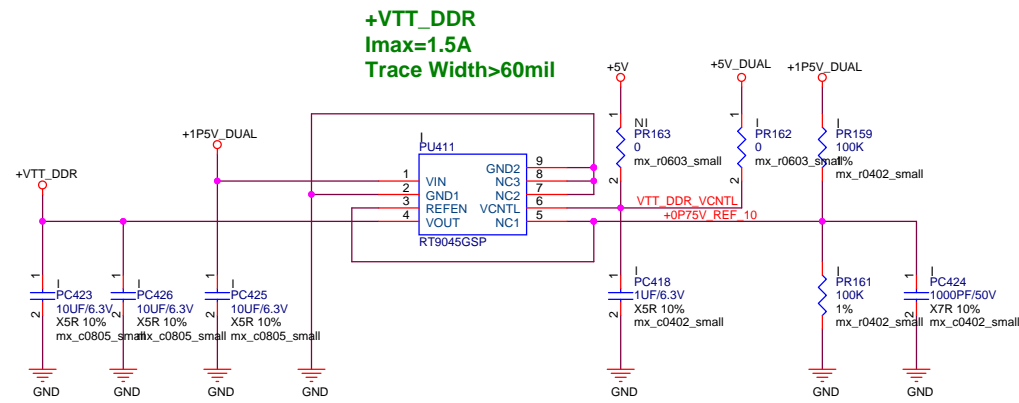 +VTT_DDR
Imax=1.5A
Trace Width>60mil
+5V
+5V_DUAL
+1P5V_DUAL
+1P5V_DUAL
+VTT_DDR
I
PU411
1 VIN
2 GND1
3 REFEN
4 VOUT
GND2 9
NC3 8
NC2 7
VCNTL 6
NC1 5
RT9045GSP
1
NI
PR163
0
mx_r0603_small
2
1
I
PR162
0
mx_r0603_small
2
1
I
PR159
100K
1%
mx_r0402_small
2
VTT_DDR_VCNTL
+0P75V_REF_10
1
I
PC423
10UF/6.3V
X5R 10%
mx_c0805_small
2
1
I
PC426
10UF/6.3V
X5R 10%
mx_c0805_small
2
1
I
PC425
10UF/6.3V
X5R 10%
mx_c0805_small
2
1
I
PC418
1UF/6.3V
X5R 10%
mx_c0402_small
2
1
I
PR161
100K
1%
mx_r0402_small
2
1
I
PC424
1000PF/50V
X7R 10%
mx_c0402_small
2
GND
GND
GND
GND
GND
GND
GND